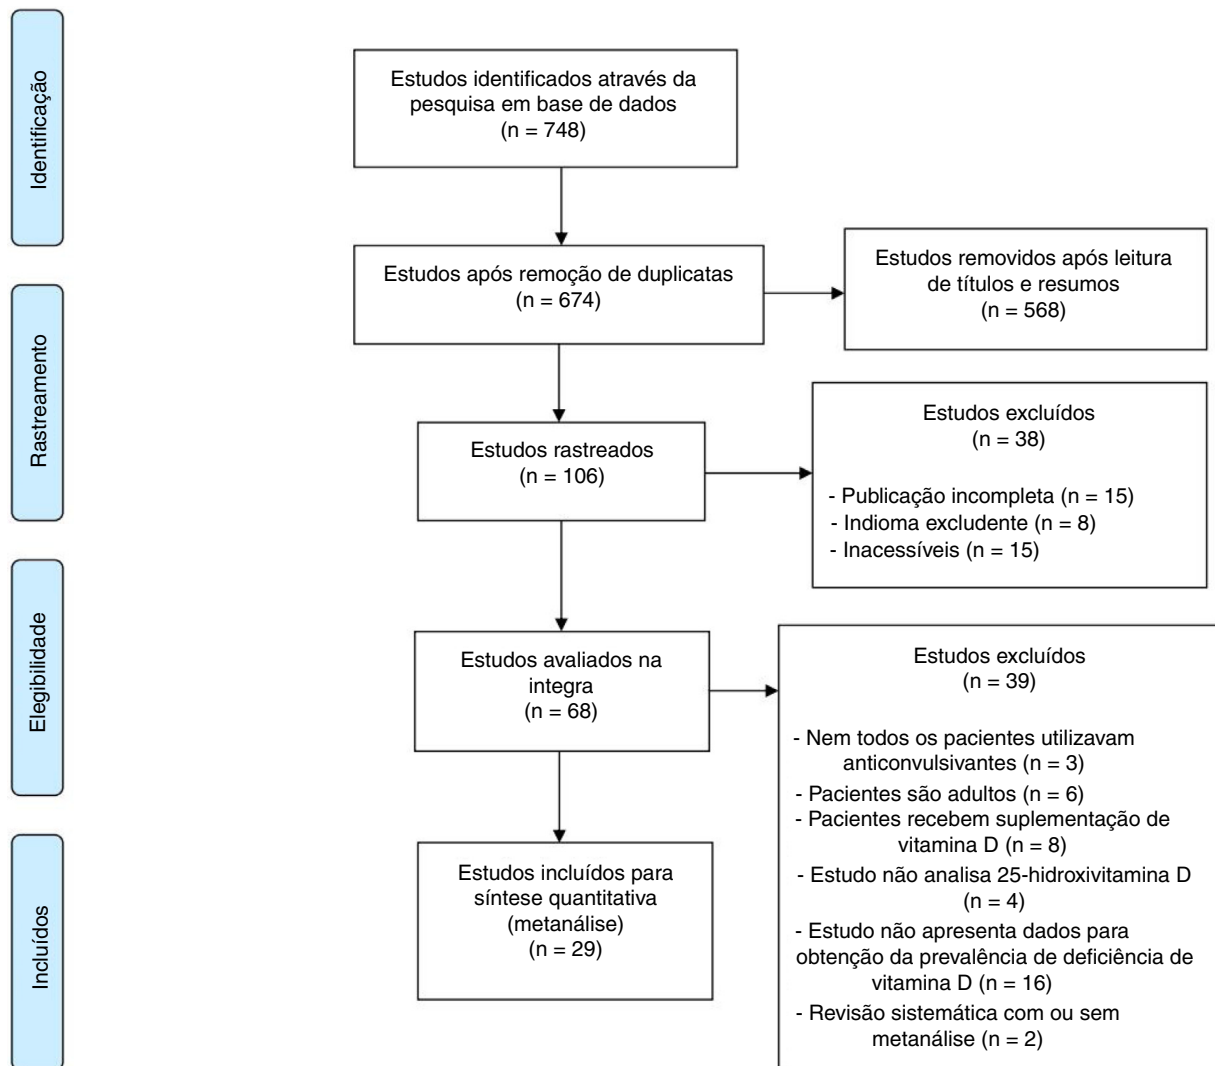 Identificação
Estudos identificados através da
pesquisa em base de dados
(n = 748)
Estudos após remoção de duplicatas
(n = 674)
Estudos removidos após leitura
de títulos e resumos
(n = 568)
Rastreamento
Estudos rastreados
(n = 106)
Estudos excluídos
(n = 38)
- Publicação incompleta (n = 15)
- Indioma excludente (n = 8)
- Inacessíveis (n = 15)
Elegibilidade
Estudos avaliados na
integra
(n = 68)
Estudos excluídos
(n = 39)
- Nem todos os pacientes utilizavam
anticonvulsivantes (n = 3)
- Pacientes são adultos (n = 6)
- Pacientes recebem suplementação de
vitamina D (n = 8)
- Estudo não analisa 25-hidroxivitamina D
(n = 4)
- Estudo não apresenta dados para
obtenção da prevalência de deficiência de
vitamina D (n = 16)
- Revisão sistemática com ou sem
metanálise (n = 2)
Incluídos
Estudos incluídos para
síntese quantitativa
(metanálise)
(n = 29)